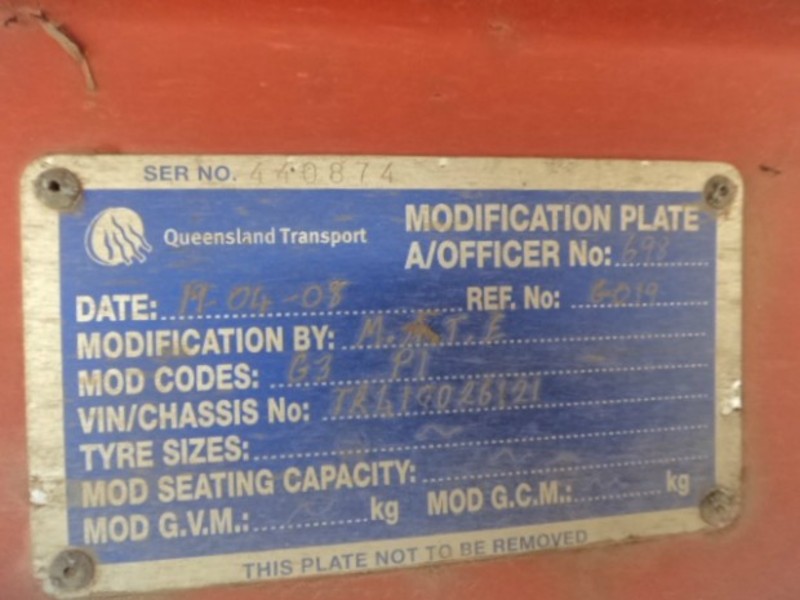 SER NO. 440874
Queensland Transport
MODIFICATION PLATE
A/OFFICER No: 698
DATE: 19-04-08 REF. No: G019
MODIFICATION BY: M. T. E
MOD CODES: G3 P1
VIN/CHASSIS No:
TYRE SIZES: ~
MOD SEATING CAPACITY: ~
MOD G.V.M.: ~ kg MOD G.C.M.: ~ kg
THIS PLATE NOT TO BE REMOVED